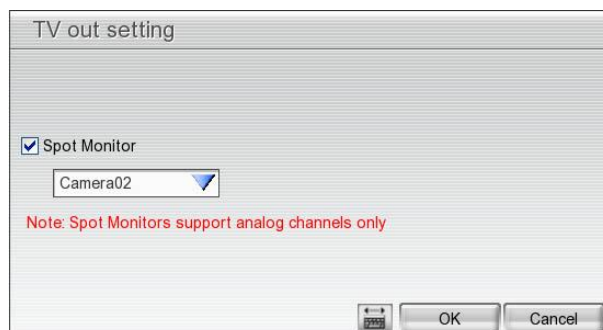 TV out setting
Spot Monitor
Camera02
Note: Spot Monitors support analog channels only
OK Cancel